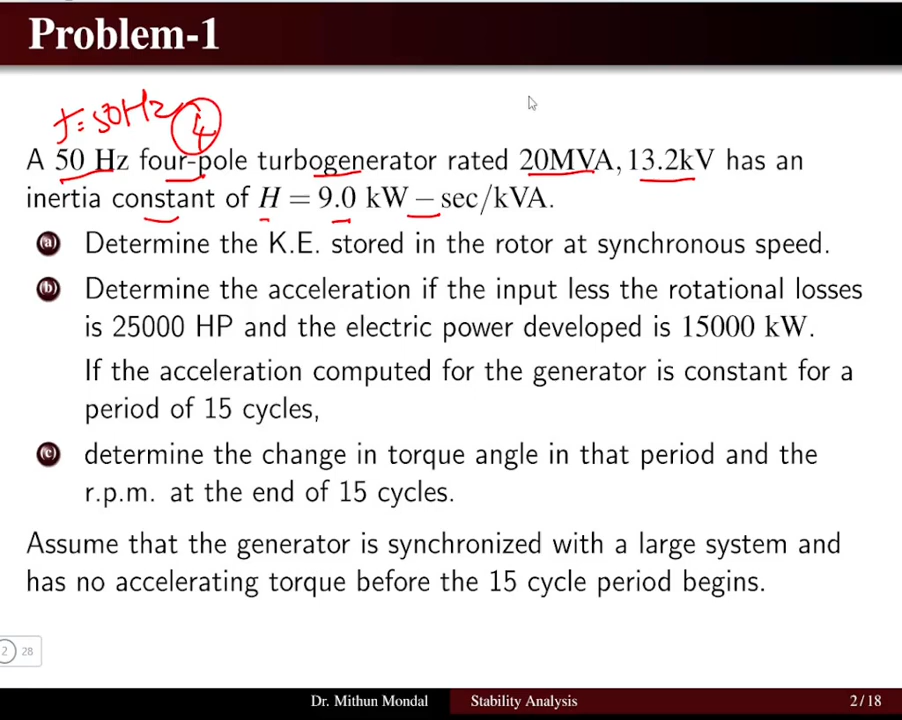 Problem-1
f=50Hz 4
A 50 Hz four-pole turbogenerator rated 20MVA, 13.2kV has an
inertia constant of H = 9.0 kW − sec/kVA.
(a) Determine the K.E. stored in the rotor at synchronous speed.
(b) Determine the acceleration if the input less the rotational losses
is 25000 HP and the electric power developed is 15000 kW.
If the acceleration computed for the generator is constant for a
period of 15 cycles,
(c) determine the change in torque angle in that period and the
r.p.m. at the end of 15 cycles.
Assume that the generator is synchronized with a large system and
has no accelerating torque before the 15 cycle period begins.
2 28
Dr. Mithun Mondal Stability Analysis 2/18